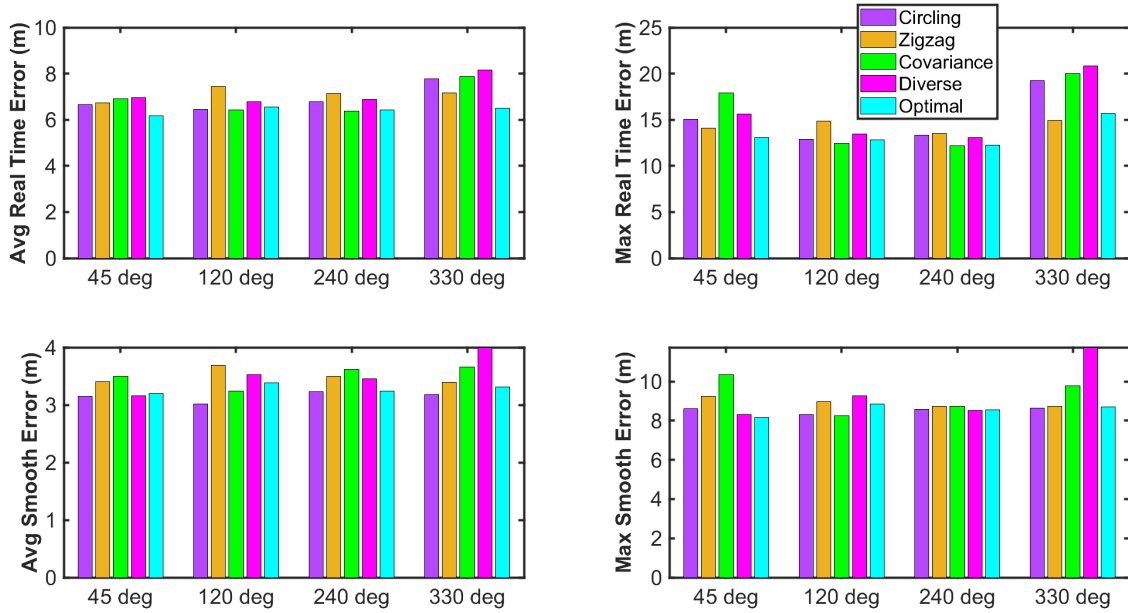 Avg Real Time Error (m)
10
8
6
4
2
0
45 deg 120 deg 240 deg 330 deg
Max Real Time Error (m)
25
20
15
10
5
0
45 deg 120 deg 240 deg 330 deg
Circling
Zigzag
Covariance
Diverse
Optimal
Avg Smooth Error (m)
4
3
2
1
0
45 deg 120 deg 240 deg 330 deg
Max Smooth Error (m)
10
8
6
4
2
0
45 deg 120 deg 240 deg 330 deg